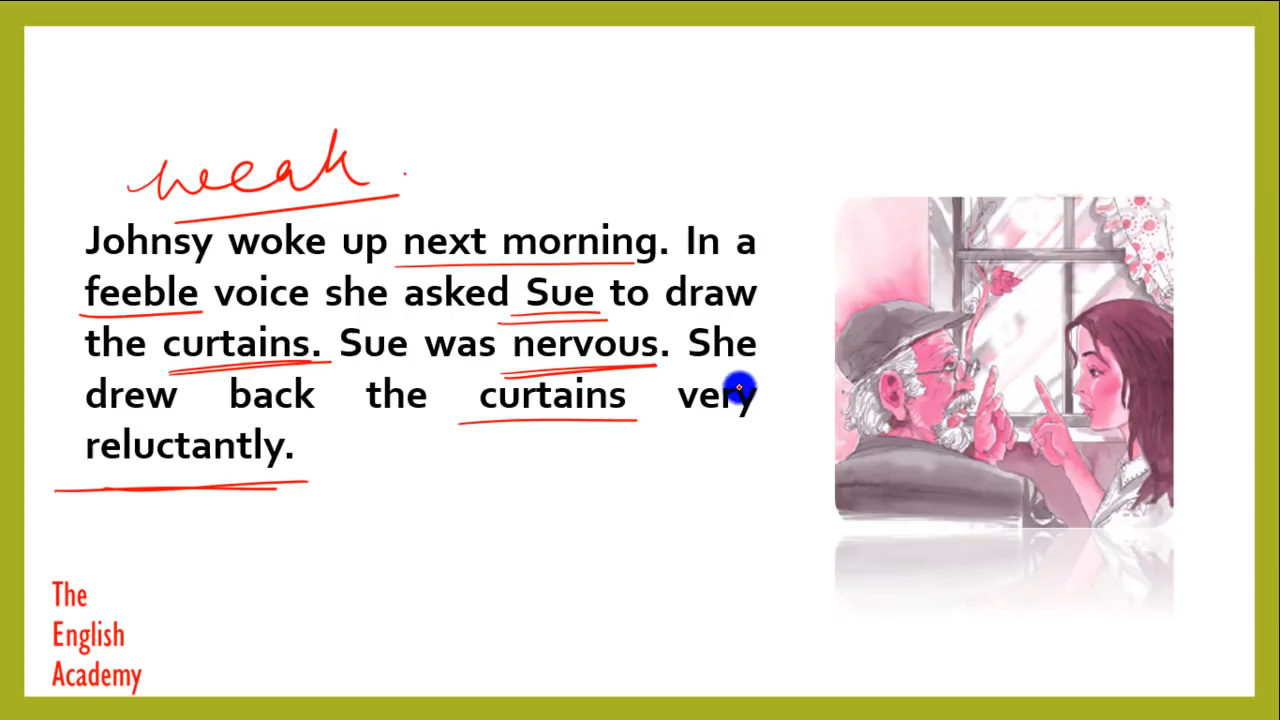 weak
Johnsy woke up next morning. In a
feeble voice she asked Sue to draw
the curtains. Sue was nervous. She
drew back the curtains very
reluctantly.
The
English
Academy